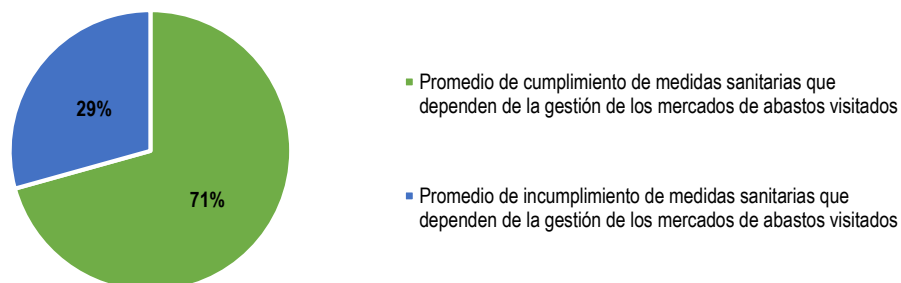 29%
71%
Promedio de cumplimiento de medidas sanitarias que
dependen de la gestión de los mercados de abastos visitados
Promedio de incumplimiento de medidas sanitarias que
dependen de la gestión de los mercados de abastos visitados